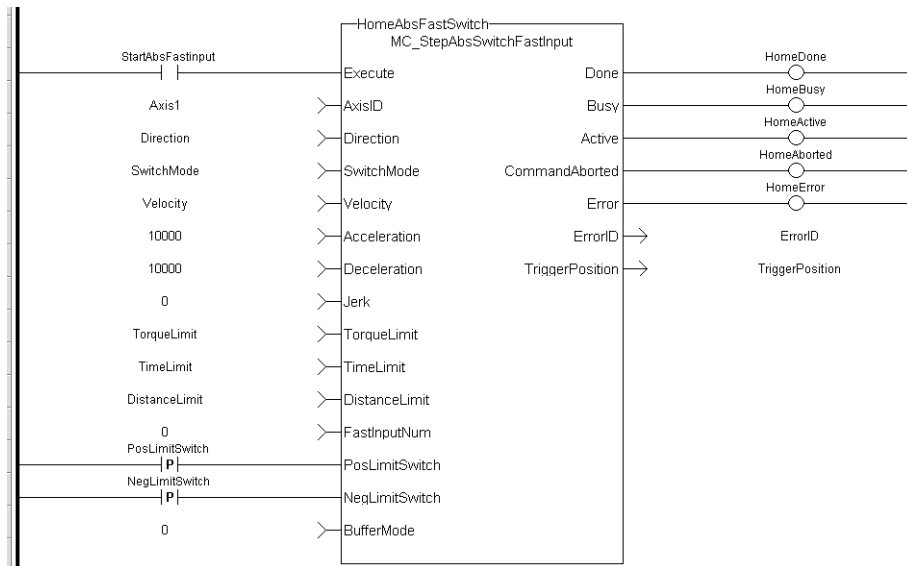 HomeAbsFastSwitch
MC_StepAbsSwitchFastInput
StartAbsFastInput Execute Done HomeDone
Axis1 AxisID Busy HomeBusy
Direction Direction Active HomeActive
SwitchMode SwitchMode CommandAborted HomeAborted
Velocity Velocity Error HomeError
10000 Acceleration ErrorID ErrorID
10000 Deceleration TriggerPosition TriggerPosition
0 Jerk
TorqueLimit TorqueLimit
TimeLimit TimeLimit
DistanceLimit DistanceLimit
0 FastInputNum
PosLimitSwitch P PosLimitSwitch
NegLimitSwitch P NegLimitSwitch
0 BufferMode